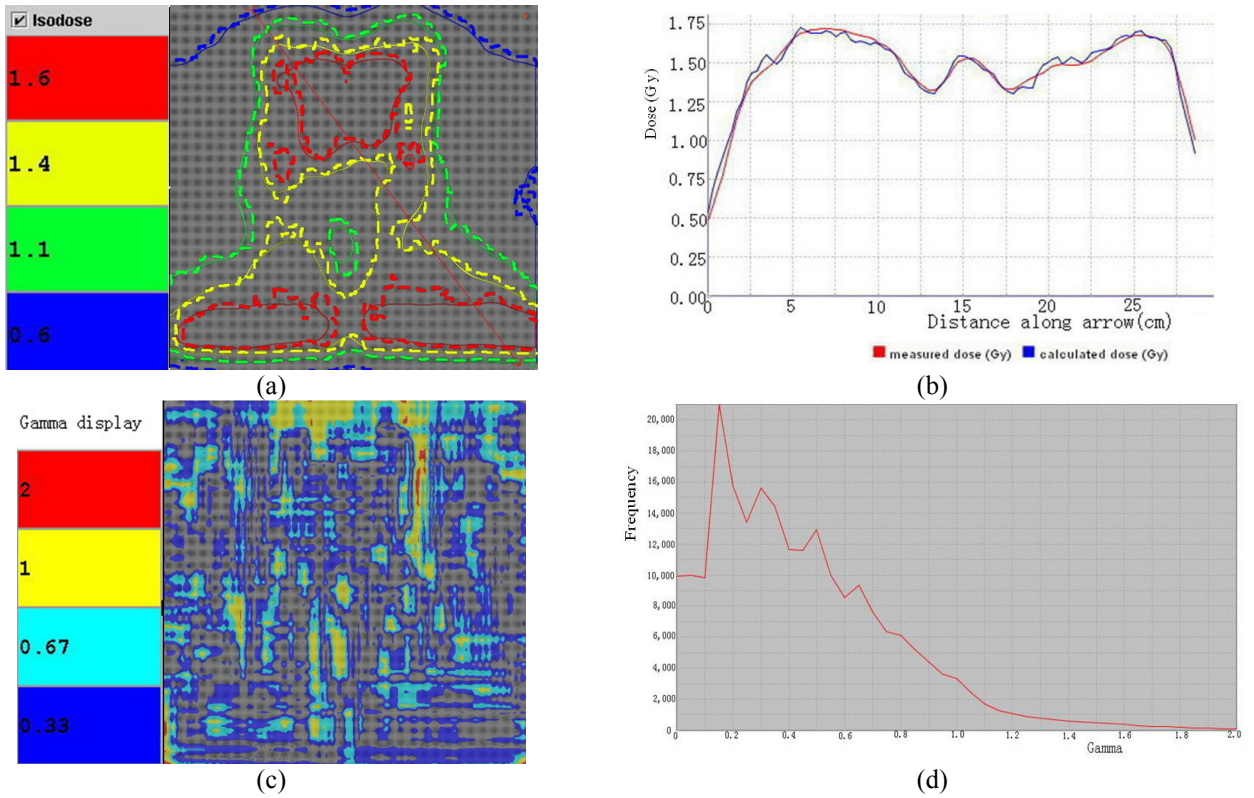 Isodose
1.6
1.4
1.1
0.6
(a)
1.75
1.50
1.25
1.00
0.75
0.50
0.25
0.00
Dose(Gy)
5
10
15
20
25
Distance along arrow(cm)
measured dose (Gy) calculated dose (Gy)
(b)
Gamma display
2
1
0.67
0.33
(c)
20,000
18,000
16,000
14,000
12,000
10,000
8,000
6,000
4,000
2,000
0
Frequency
0 0.2 0.4 0.6 0.8 1.0 1.2 1.4 1.6 1.8 2.0
Gamma
(d)